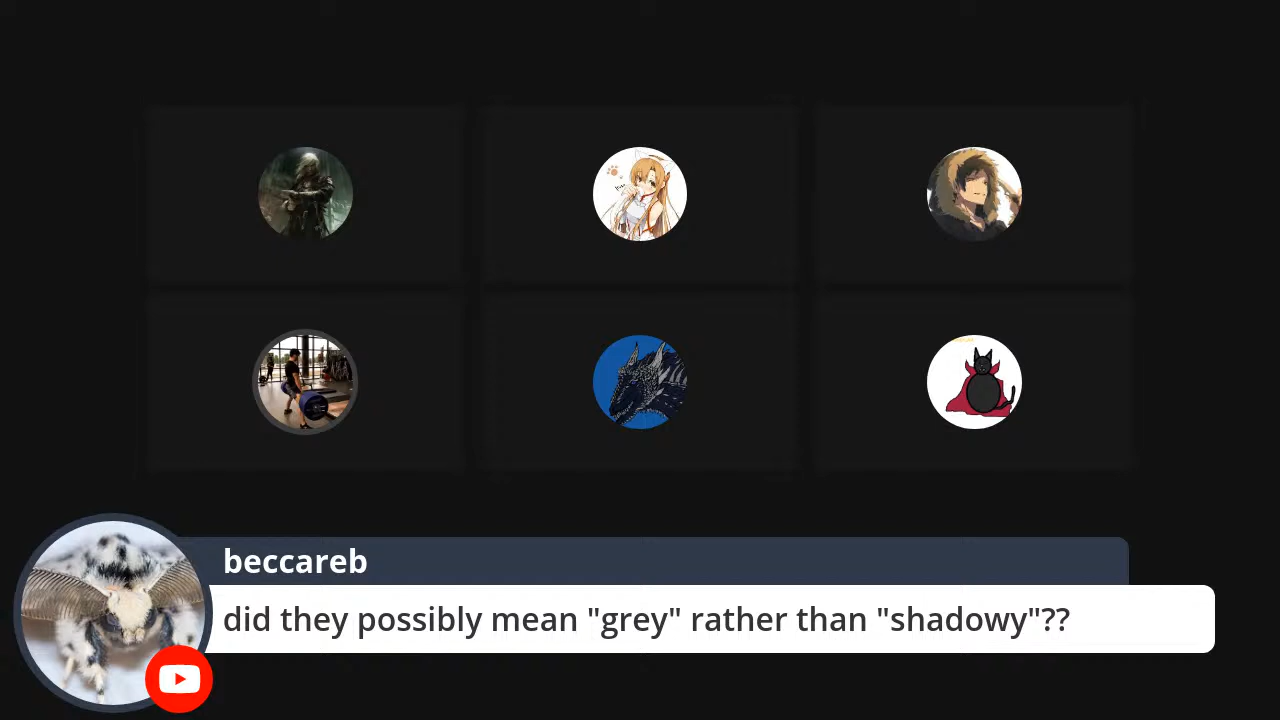 beccareb
did they possibly mean "grey" rather than "shadowy"??